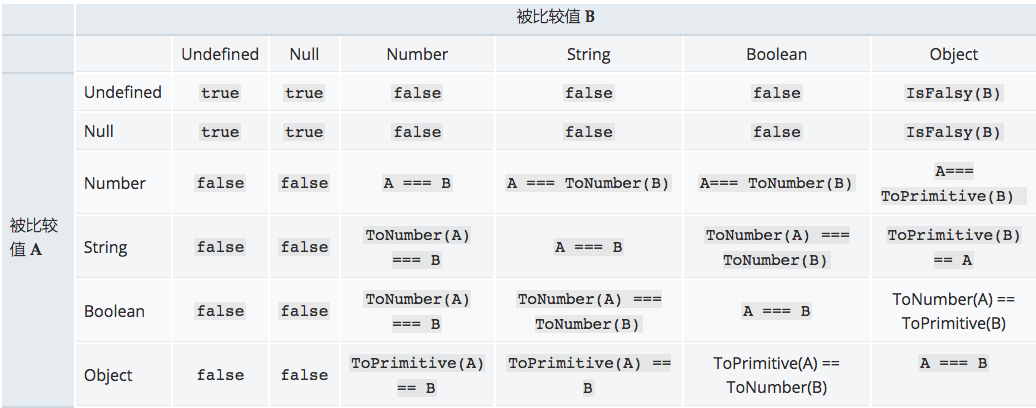 被比较值 B
Undefined Null Number String Boolean Object
Undefined true true false false false IsFalsy(B)
Null true true false false false IsFalsy(B)
被比较
值 A
Number false false A === B A === ToNumber(B) A=== ToNumber(B) A===
ToPrimitive(B)
String false false ToNumber(A)
=== B
A === B
ToNumber(A) ===
ToNumber(B)
ToPrimitive(B)
== A
Boolean false false ToNumber(A)
=== B
ToNumber(A) ===
ToNumber(B)
A === B
ToNumber(A) ==
ToPrimitive(B)
Object false false ToPrimitive(A)
== B
ToPrimitive(A) ==
B
ToPrimitive(A) ==
ToNumber(B)
A === B